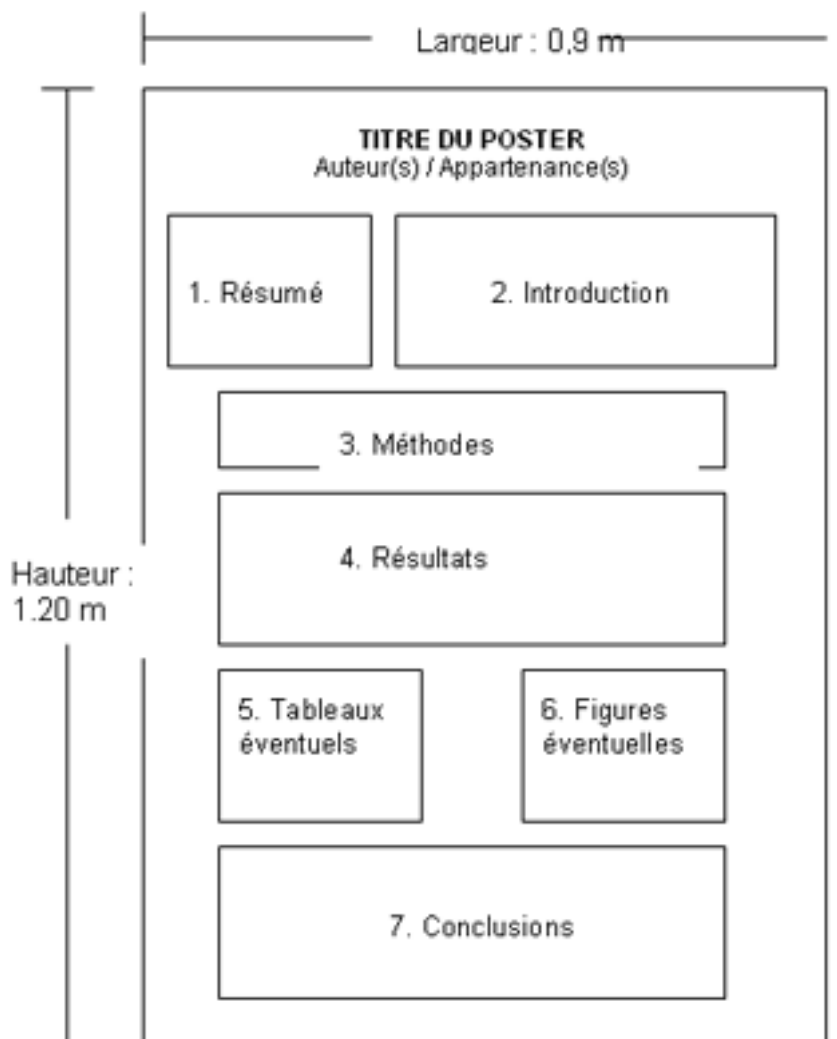 Largeur : 0,9 m
TITRE DU POSTER
Auteur(s) / Appartenance(s)
1. Résumé
2. Introduction
3. Méthodes
4. Résultats
Hauteur :
1.20 m
5. Tableaux
éventuels
6. Figures
éventuelles
7. Conclusions